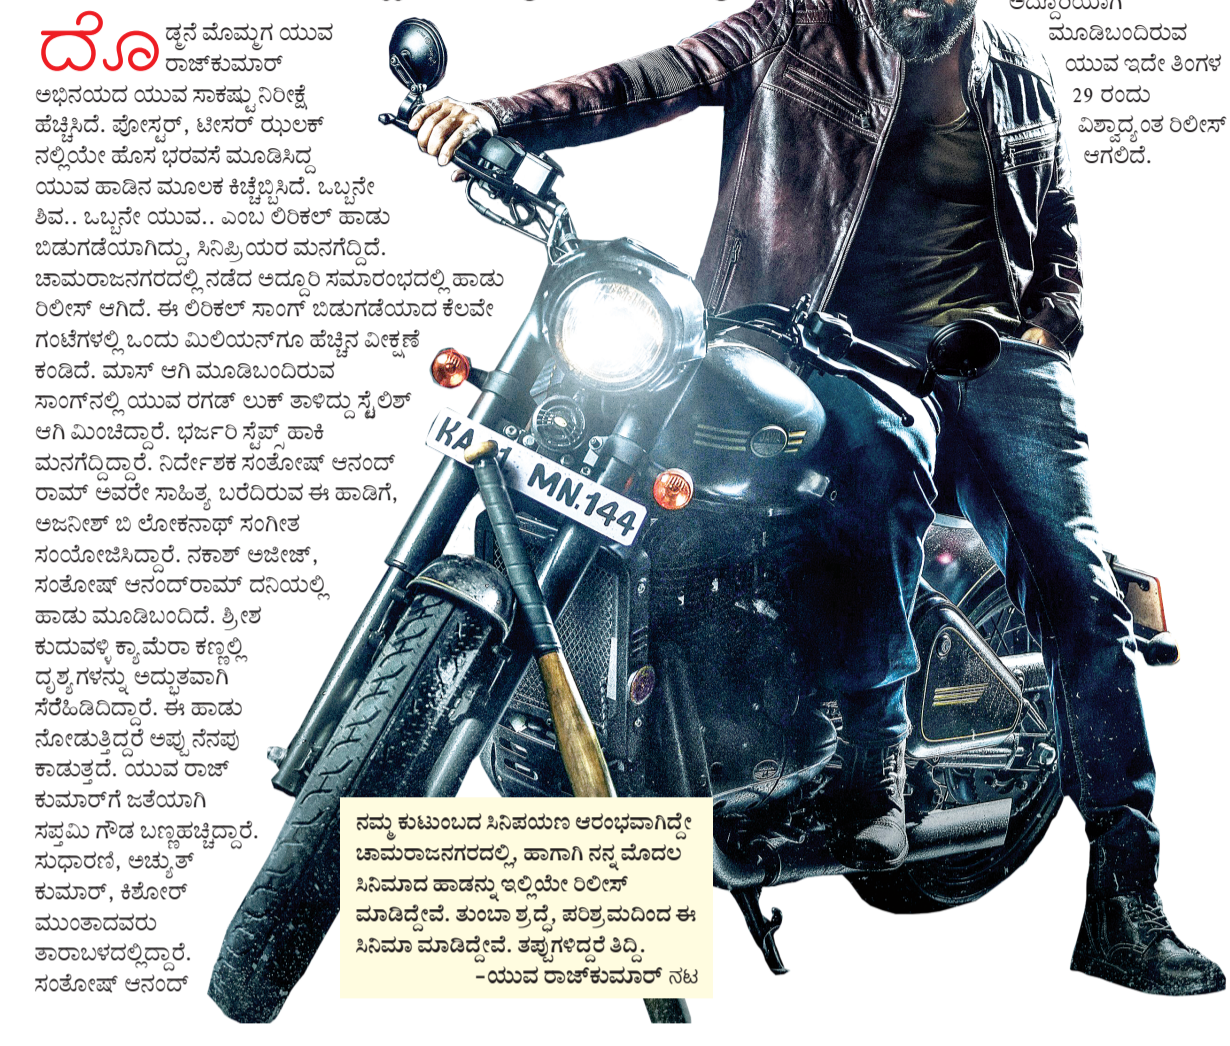 ದೊಡ್ಮನೆ ಮೊಮ್ಮಗ ಯುವ
ರಾಜ್‌ಕುಮಾರ್
ಅಭಿನಯದ ಯುವ ಸಾಕಷ್ಟು ನಿರೀಕ್ಷೆ
ಹೆಚ್ಚಿಸಿದೆ. ಪೋಸ್ಟರ್, ಟೀಸರ್ ಝಲಕ್
ನಲ್ಲಿಯೇ ಹೊಸ ಭರವಸೆ ಮೂಡಿಸಿದ್ದ
ಯುವ ಹಾಡಿನ ಮೂಲಕ ಕಿಚ್ಚೆಬ್ಬಿಸಿದೆ. ಒಬ್ಬನೇ
ಶಿವ.. ಒಬ್ಬನೇ ಯುವ.. ಎಂಬ ಲಿರಿಕಲ್ ಹಾಡು
ಬಿಡುಗಡೆಯಾಗಿದ್ದು, ಸಿನಿಪ್ರಿಯರ ಮನಗೆದ್ದಿದೆ.
ಚಾಮರಾಜನಗರದಲ್ಲಿ ನಡೆದ ಅದ್ದೂರಿ ಸಮಾರಂಭದಲ್ಲಿ ಹಾಡು
ರಿಲೀಸ್ ಆಗಿದೆ. ಈ ಲಿರಿಕಲ್ ಸಾಂಗ್ ಬಿಡುಗಡೆಯಾದ ಕೆಲವೇ
ಗಂಟೆಗಳಲ್ಲಿ ಒಂದು ಮಿಲಿಯನ್‌ಗೂ ಹೆಚ್ಚಿನ ವೀಕ್ಷಣೆ
ಕಂಡಿದೆ. ಮಾಸ್ ಆಗಿ ಮೂಡಿಬಂದಿರುವ
ಸಾಂಗ್‌ನಲ್ಲಿ ಯುವ ರಗಡ್ ಲುಕ್ ತಾಳಿದ್ದು ಸ್ಟೈಲಿಶ್
ಆಗಿ ಮಿಂಚಿದ್ದಾರೆ. ಭರ್ಜರಿ ಸ್ಟೆಪ್ಸ್ ಹಾಕಿ
ಮನಗೆದ್ದಿದ್ದಾರೆ. ನಿರ್ದೇಶಕ ಸಂತೋಷ್ ಆನಂದ್
ರಾಮ್ ಅವರೇ ಸಾಹಿತ್ಯ ಬರೆದಿರುವ ಈ ಹಾಡಿಗೆ,
ಅಜನೀಶ್ ಬಿ ಲೋಕನಾಥ್ ಸಂಗೀತ
ಸಂಯೋಜಿಸಿದ್ದಾರೆ. ನಕಾಶ್ ಅಜೀಜ್,
ಸಂತೋಷ್ ಆನಂದ್‌ರಾಮ್ ದನಿಯಲ್ಲಿ
ಹಾಡು ಮೂಡಿಬಂದಿದೆ. ಶ್ರೀಶ
ಕುದುವಳ್ಳಿ ಕ್ಯಾಮೆರಾ ಕಣ್ಣಲ್ಲಿ
ದೃಶ್ಯಗಳನ್ನು ಅದ್ಭುತವಾಗಿ
ಸೆರೆಹಿಡಿದಿದ್ದಾರೆ. ಈ ಹಾಡು
ನೋಡುತ್ತಿದ್ದರೆ ಅಪ್ಪು ನೆನಪು
ಕಾಡುತ್ತದೆ. ಯುವ ರಾಜ್
ಕುಮಾರ್‌ಗೆ ಜತೆಯಾಗಿ
ಸಪ್ತಮಿ ಗೌಡ ಬಣ್ಣಹಚ್ಚಿದ್ದಾರೆ.
ಸುಧಾರಣಿ, ಅಚ್ಯುತ್
ಕುಮಾರ್, ಕಿಶೋರ್
ಮುಂತಾದವರು
ತಾರಾಬಳದಲ್ಲಿದ್ದಾರೆ.
ಸಂತೋಷ್ ಆನಂದ್
ಮೂಡಿಬಂದಿರುವ
ಯುವ ಇದೇ ತಿಂಗಳ
29 ರಂದು
ವಿಶ್ವಾದ್ಯಂತ ರಿಲೀಸ್
ಆಗಲಿದೆ.
MN.144
ನಮ್ಮ ಕುಟುಂಬದ ಸಿನಿಪಯಣ ಆರಂಭವಾಗಿದ್ದೇ
ಚಾಮರಾಜನಗರದಲ್ಲಿ, ಹಾಗಾಗಿ ನನ್ನ ಮೊದಲ
ಸಿನಿಮಾದ ಹಾಡನ್ನು ಇಲ್ಲಿಯೇ ರಿಲೀಸ್
ಮಾಡಿದ್ದೇವೆ. ತುಂಬಾ ಶ್ರದ್ಧೆ, ಪರಿಶ್ರಮದಿಂದ ಈ
ಸಿನಿಮಾ ಮಾಡಿದ್ದೇವೆ. ತಪ್ಪುಗಳಿದ್ದರೆ ತಿದ್ದಿ.
-ಯುವ ರಾಜ್‌ಕುಮಾರ್ ನಟ